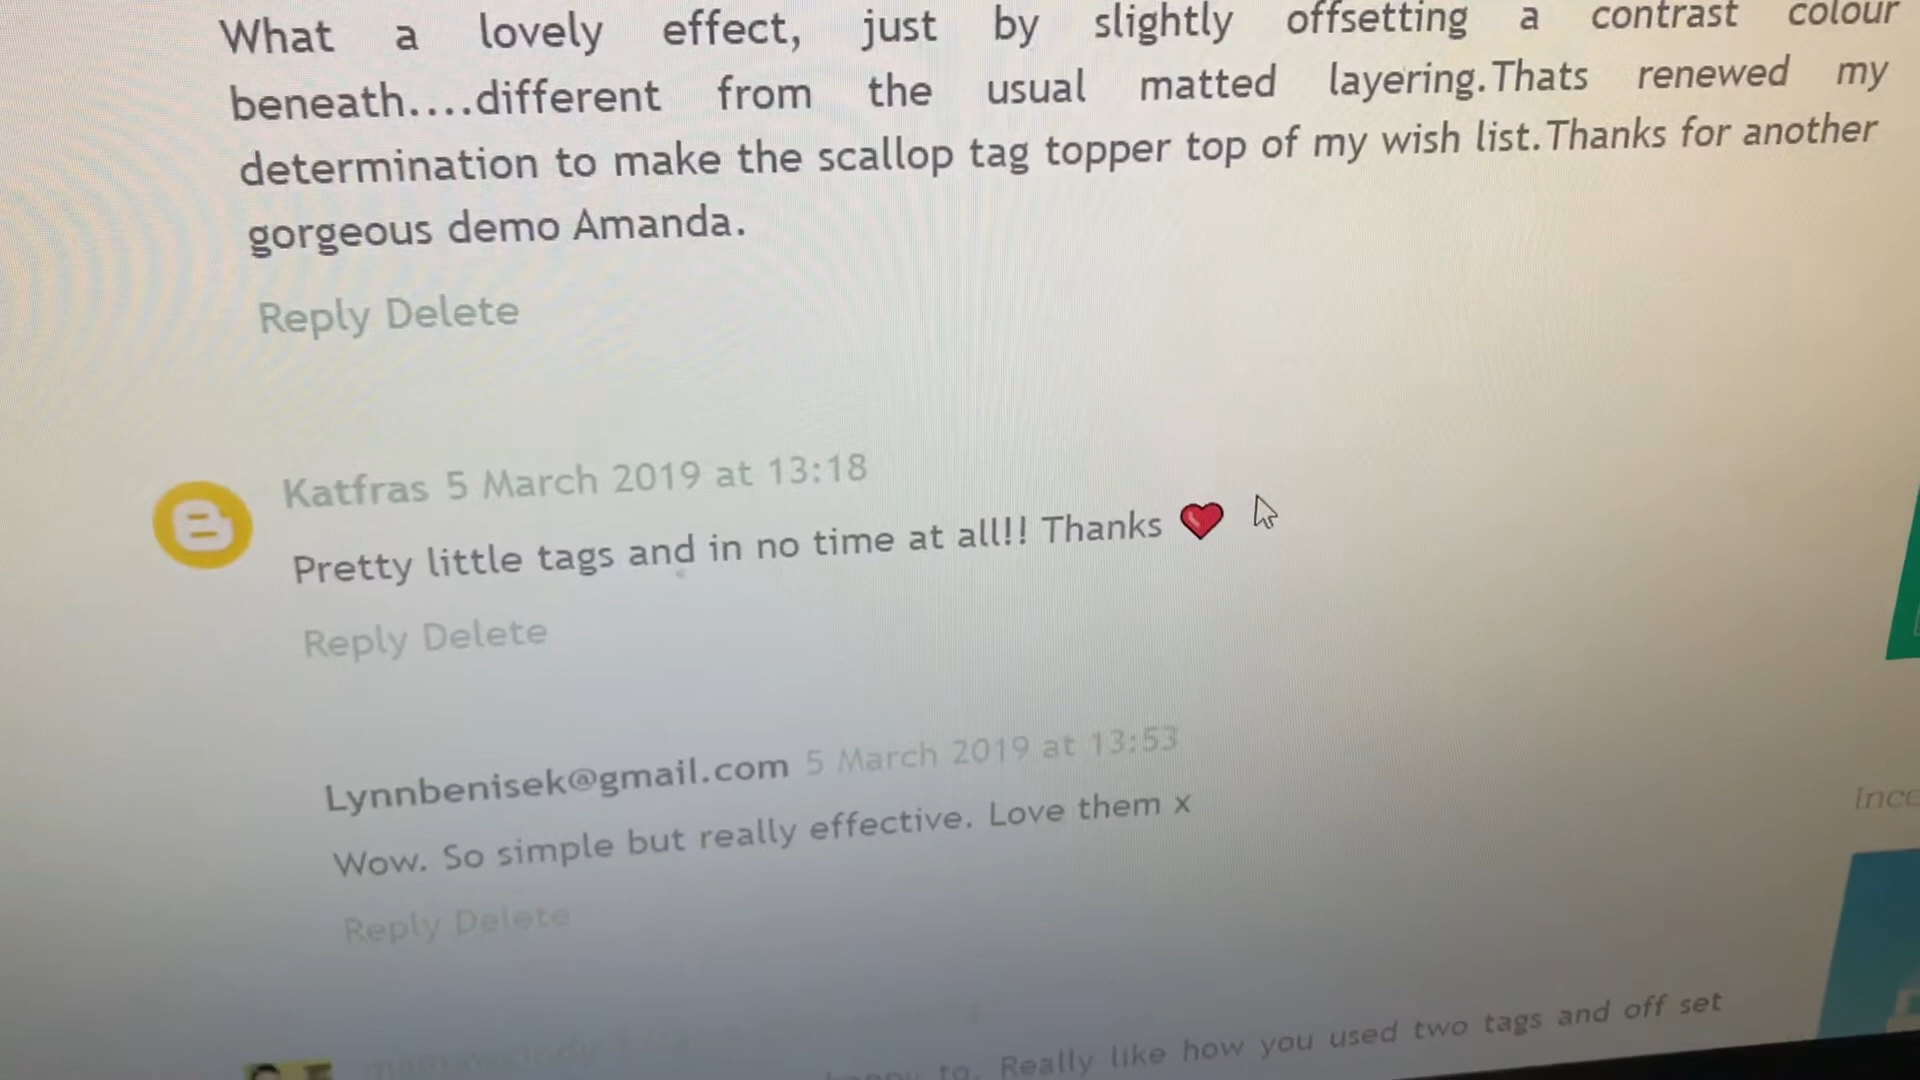 What a lovely effect, just by slightly offsetting a contrast colour
beneath....different from the usual matted layering.Thats renewed my
determination to make the scallop tag topper top of my wish list.Thanks for another
gorgeous demo Amanda.
Reply Delete
Katfras 5 March 2019 at 13:18
Pretty little tags and in no time at all!! Thanks ❤️
Reply Delete
Lynnbenisek@gmail.com 5 March 2019 at 13:53
Wow. So simple but really effective. Love them x
Reply Delete
to. Really like how you used two tags and off set